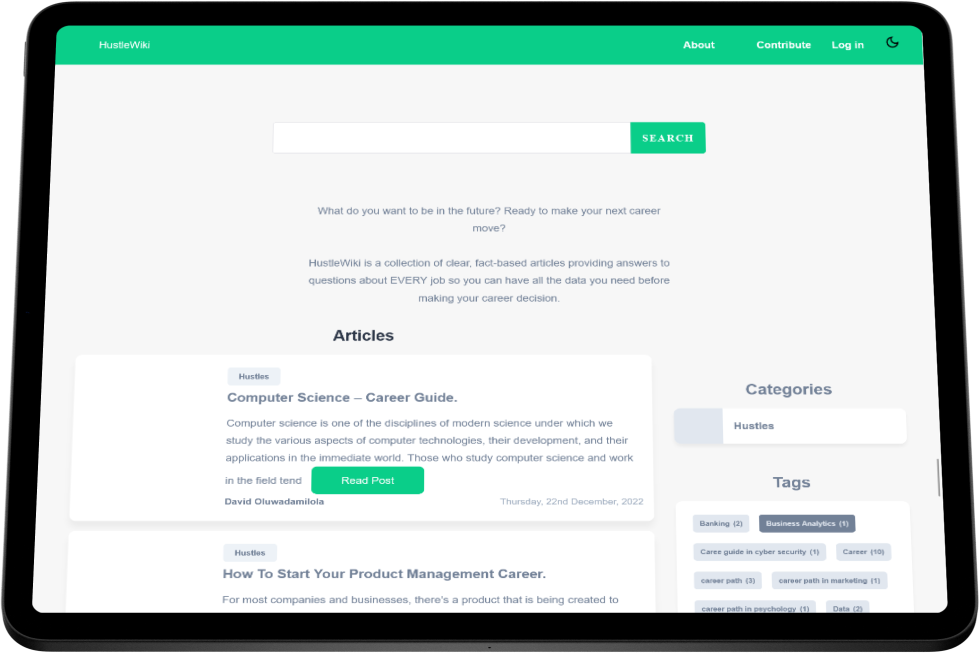 HustleWiki
About Contribute Log in
SEARCH
What do you want to be in the future? Ready to make your next career
move?
HustleWiki is a collection of clear, fact-based articles providing answers to
questions about EVERY job so you can have all the data you need before
making your career decision.
Articles
Hustles
Computer Science – Career Guide.
Computer science is one of the disciplines of modern science under which we
study the various aspects of computer technologies, their development, and their
applications in the immediate world. Those who study computer science and work
in the field tend Read Post
David Oluwadamilola Thursday, 22nd December, 2022
Hustles
How To Start Your Product Management Career.
For most companies and businesses, there's a product that is being created to
Categories
Hustles
Tags
Banking (2) Business Analytics (1)
Caree guide in cyber security (1) Career (10)
career path (3) career path in marketing (1)
career path in psychology (1) Data (2)